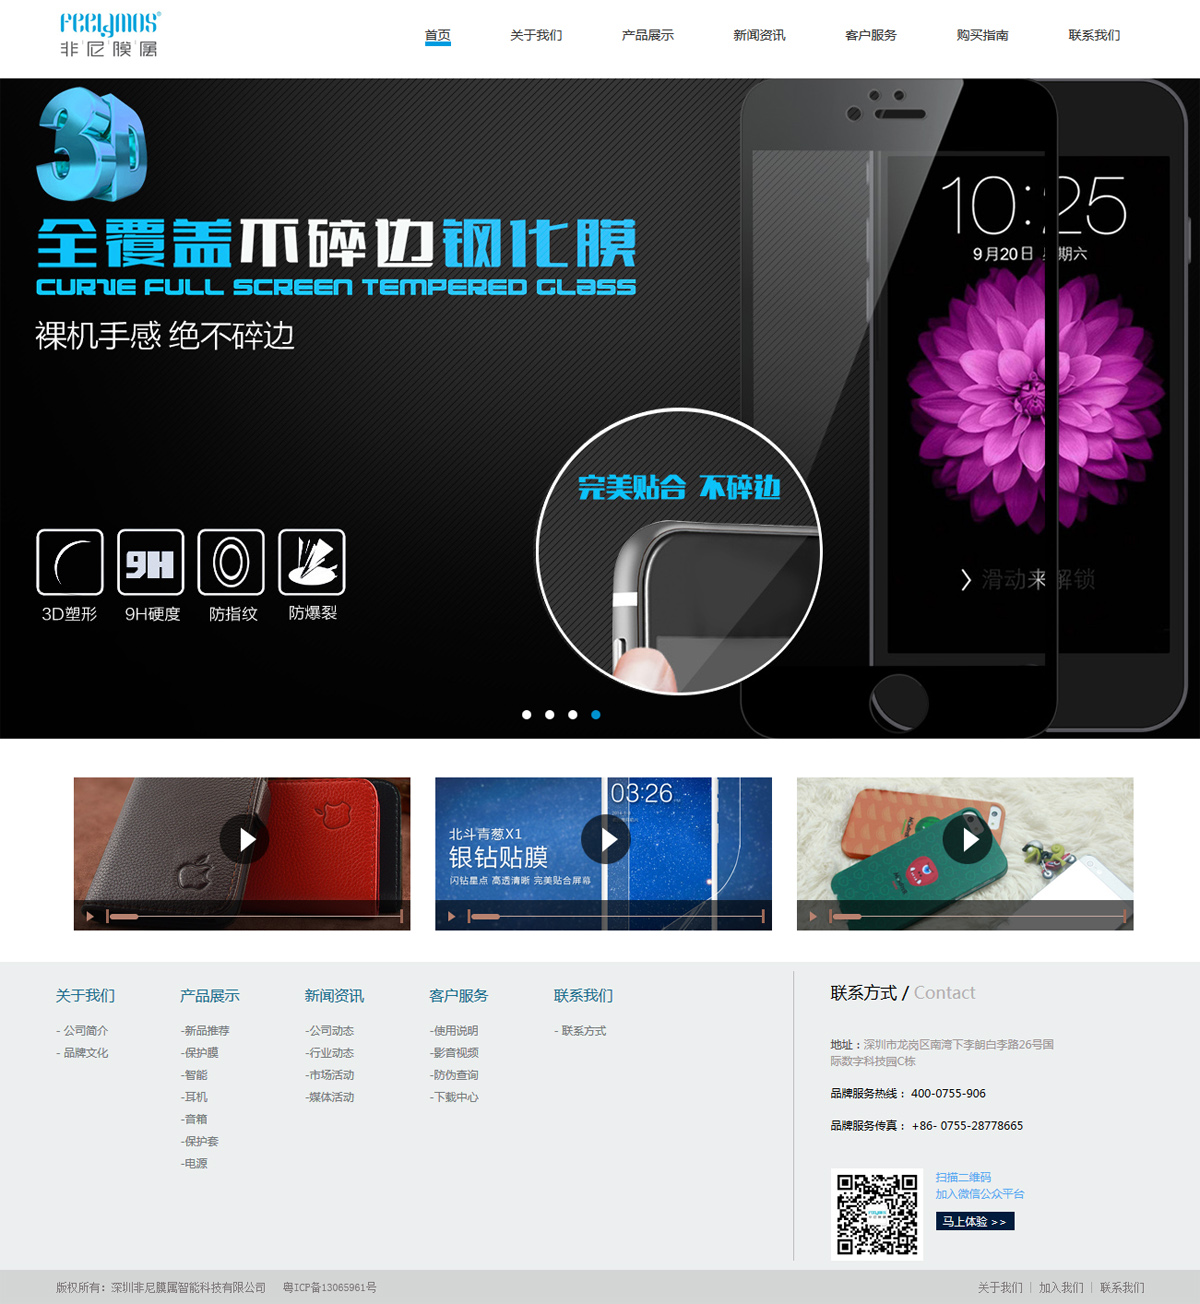 Feelymos®
非尼膜属
首页 关于我们 产品展示 新闻资讯 客户服务 购买指南 联系我们
3D
全覆盖不碎边钢化膜
CURVE FULL SCREEN TEMPERED GLASS
裸机手感 绝不碎边
10:25
9月20日 星期六
完美贴合 不碎边
9H
3D塑形 9H硬度 防指纹 防爆裂
滑动来解锁
03:26
北斗青葱X1
银钻贴膜
闪钻星点 高透清晰 完美贴合屏幕
关于我们
- 公司简介
- 品牌文化
产品展示
-新品推荐
-保护膜
-智能
-耳机
-音箱
-保护套
-电源
新闻资讯
-公司动态
-行业动态
-市场活动
-媒体活动
客户服务
-使用说明
-影音视频
-防伪查询
-下载中心
联系我们
- 联系方式
联系方式 / Contact
地址：深圳市龙岗区南湾下李朗白李路26号国
际数字科技园C栋
品牌服务热线： 400-0755-906
品牌服务传真： +86- 0755-28778665
扫描二维码
加入微信公众平台
马上体验 >>
版权所有：深圳非尼膜属智能科技有限公司 粤ICP备13065961号
关于我们 | 加入我们 | 联系我们